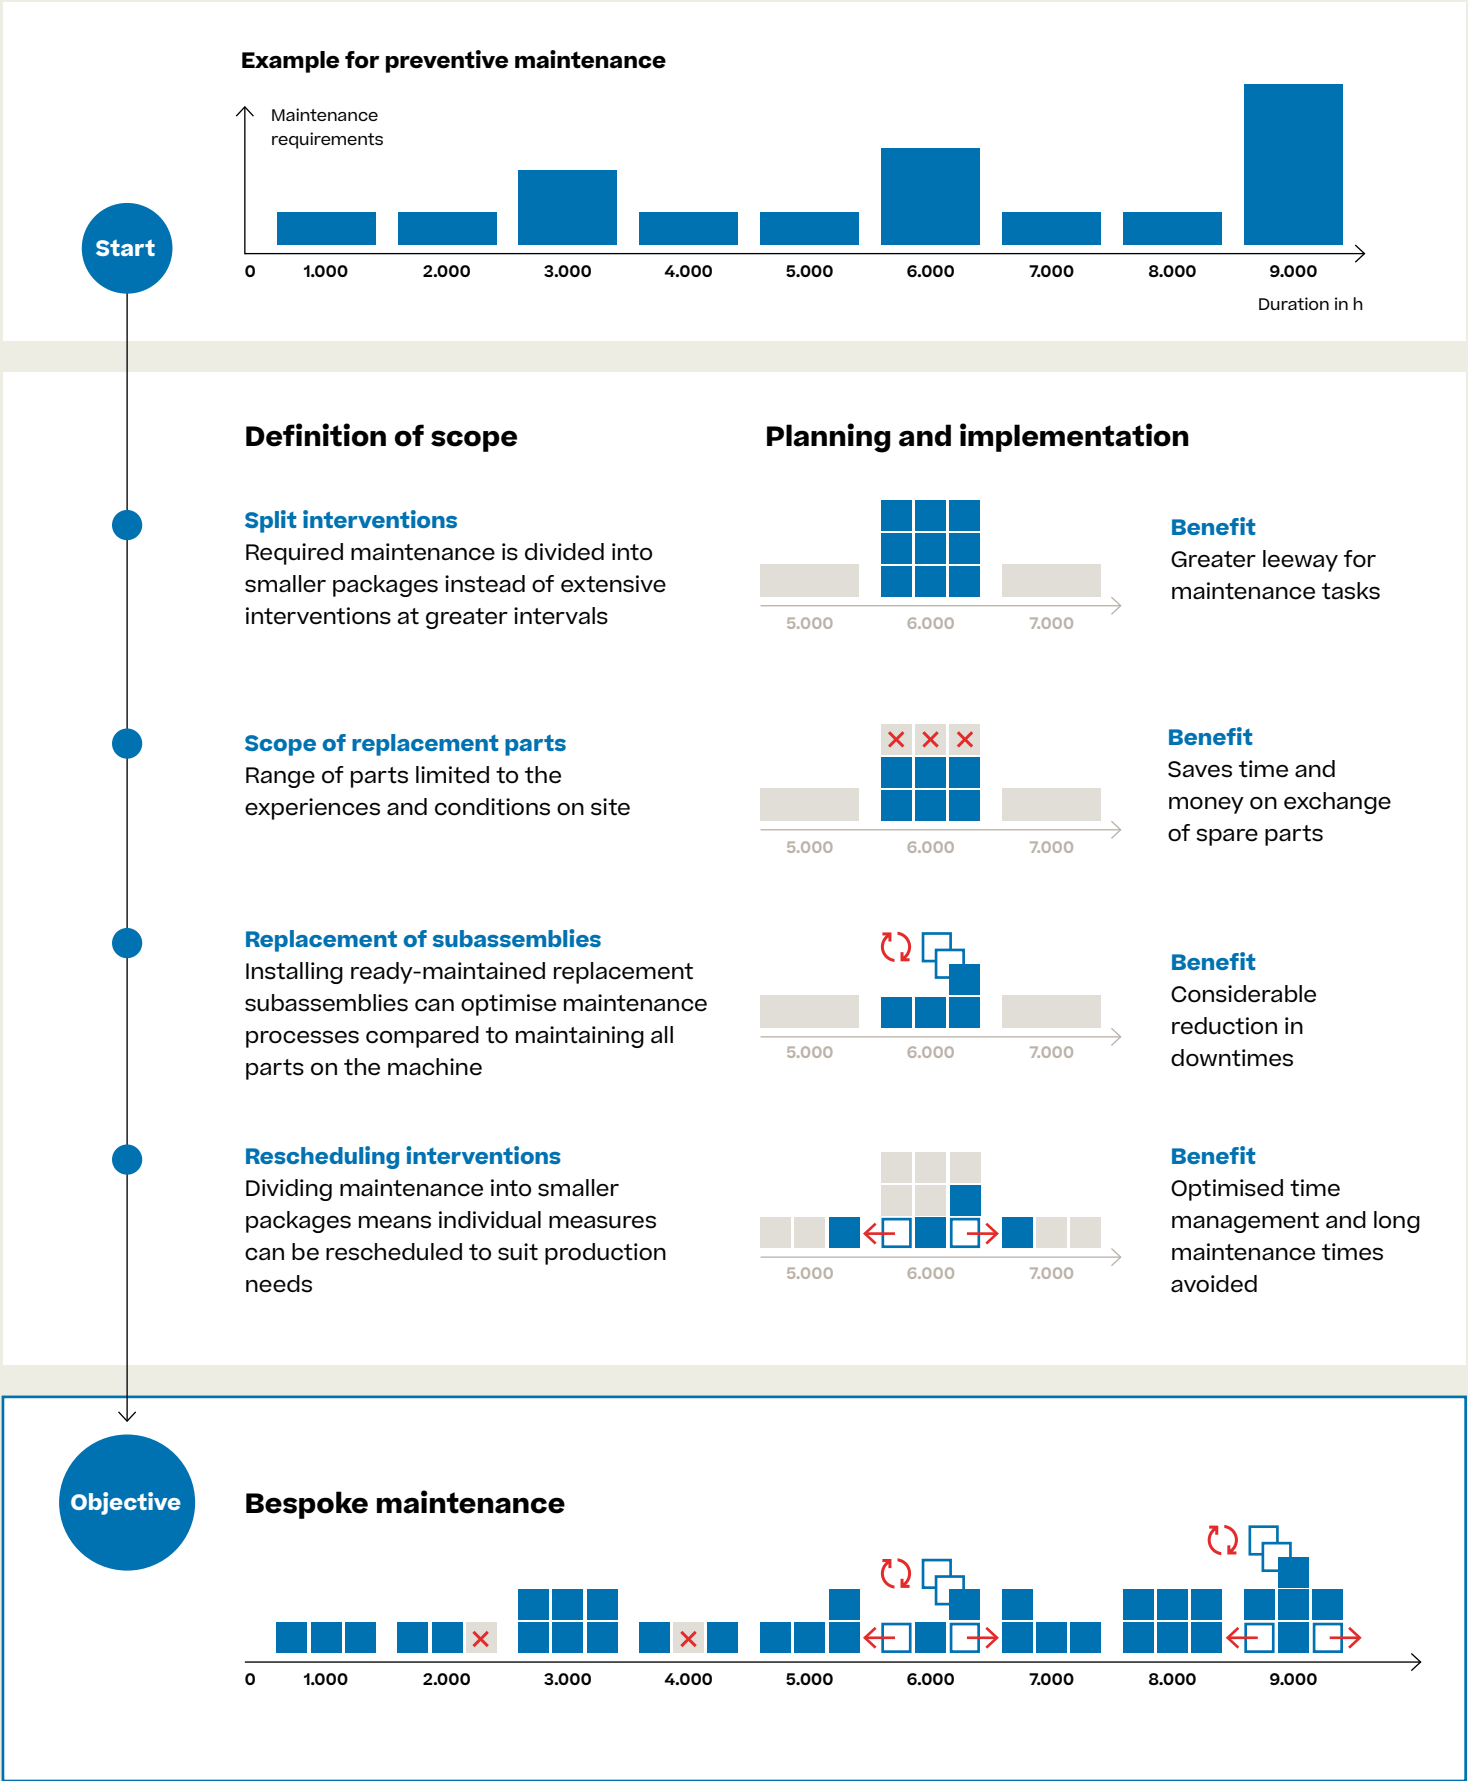 Example for preventive maintenance
Maintenance
requirements
Start
0 1.000 2.000 3.000 4.000 5.000 6.000 7.000 8.000 9.000
Duration in h
Definition of scope
Planning and implementation
Split interventions
Required maintenance is divided into
smaller packages instead of extensive
interventions at greater intervals
5.000 6.000 7.000
Benefit
Greater leeway for
maintenance tasks
Scope of replacement parts
Range of parts limited to the
experiences and conditions on site
5.000 6.000 7.000
Benefit
Saves time and
money on exchange
of spare parts
Replacement of subassemblies
Installing ready-maintained replacement
subassemblies can optimise maintenance
processes compared to maintaining all
parts on the machine
5.000 6.000 7.000
Benefit
Considerable
reduction in
downtimes
Rescheduling interventions
Dividing maintenance into smaller
packages means individual measures
can be rescheduled to suit production
needs
5.000 6.000 7.000
Benefit
Optimised time
management and long
maintenance times
avoided
Objective
Bespoke maintenance
0 1.000 2.000 3.000 4.000 5.000 6.000 7.000 8.000 9.000